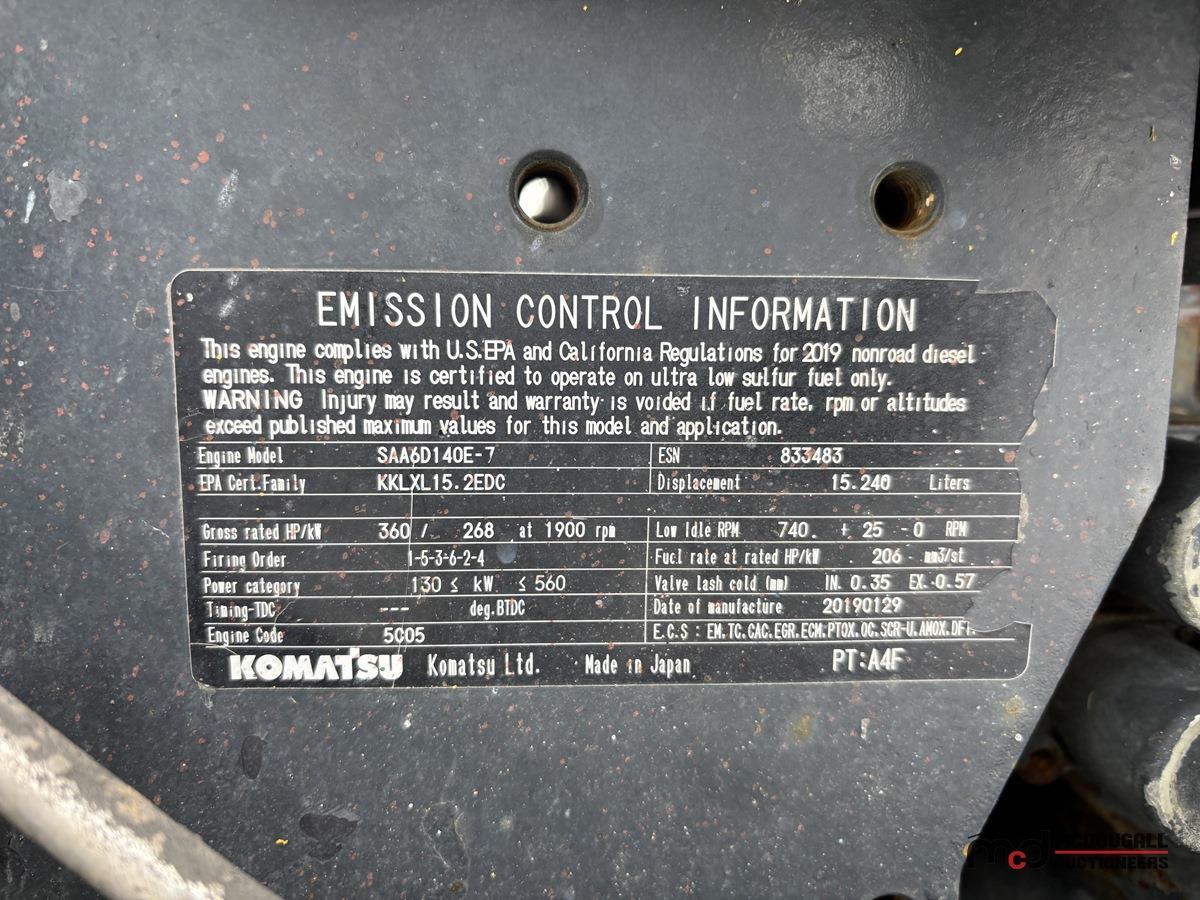 EMISSION CONTROL INFORMATION
This engine complies with U.S.EPA and California Regulations for 2019 nonroad diesel
engines. This engine is certified to operate on ultra low sulfur fuel only.
WARNING Injury may result and warranty is voided if fuel rate, rpm or altitudes
exceed published maximum values for this model and application.
Engine Model SAA6D140E-7 ESN 833483
EPA Cert.Family KKLXL15.2EDC Displacement 15.240 Liters
Gross rated HP/kW 360 / 268 at 1900 rpm Low Idle RPM 740. + 25 -0 RPM
Firing Order 1-5-3-6-2-4 Fuel rate at rated HP/kW 206 mm3/st
Power category 130 ≤ kW ≤ 560 Valve lash cold (mm) IN. 0.35 EX. 0.57
Timing-TDC --- deg.BTDC Date of manufacture 20190129
Engine Code 5C05 E.C.S : EM.TC.CAC.EGR.ECM.PTOX.OC.SCR-U.AMOX.DFI.
KOMATSU Komatsu Ltd. Made in Japan PT:A4F
mcd McDOUGALL
AUCTIONEERS